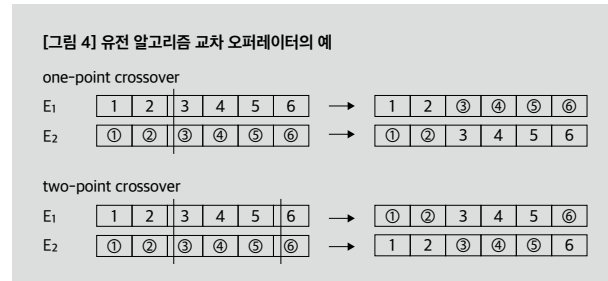 [그림 4] 유전 알고리즘 교차 오퍼레이터의 예
one-point crossover
E₁ 1 2 3 4 5 6 → 1 2 ③ ④ ⑤ ⑥
E₂ ① ② ③ ④ ⑤ ⑥ → ① ② 3 4 5 6
two-point crossover
E₁ 1 2 3 4 5 6 → ① ② 3 4 5 ⑥
E₂ ① ② ③ ④ ⑤ ⑥ → 1 2 ③ ④ ⑤ 6